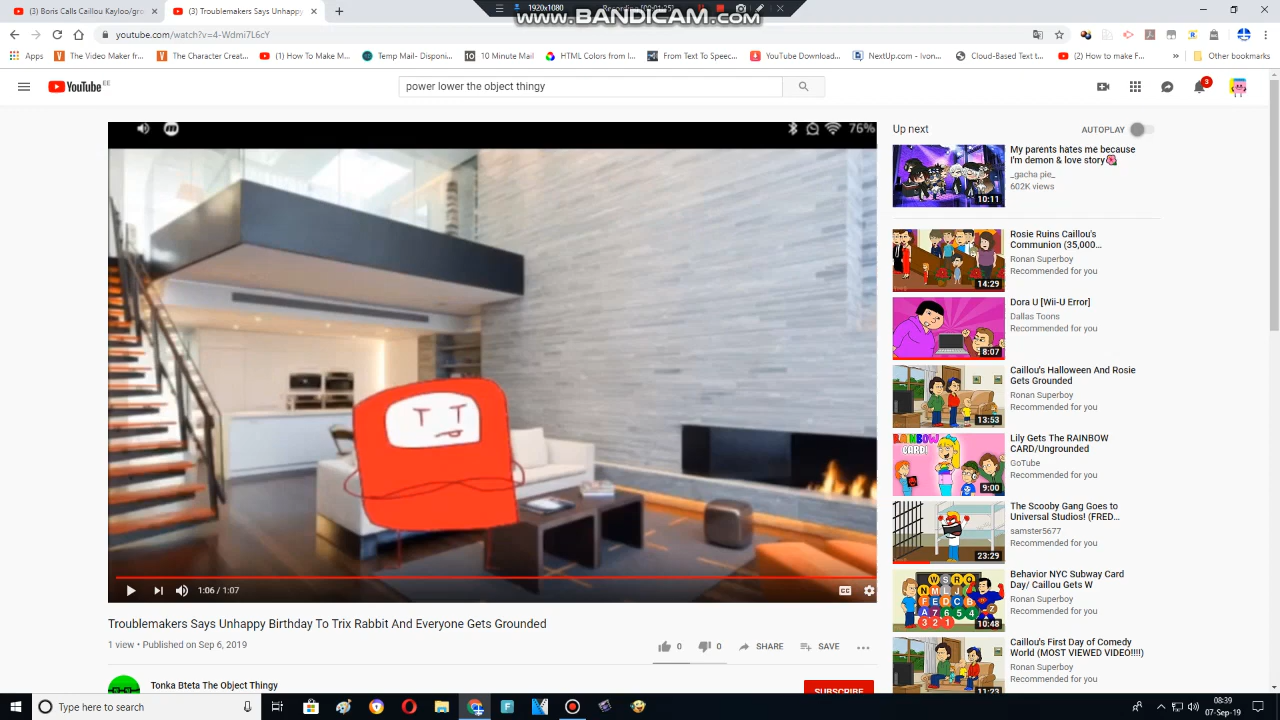 (3) Boris Calls Caillou Kayloo/gro
(3) Troublemakers Says Unhappy
1920x1080
www.BANDICAM.com
youtube.com/watch?v=4-Wdmi7L6cY
Apps
The Video Maker fr...
The Character Creat...
(1) How To Make M...
Temp Mail - Disponi...
10 Minute Mail
HTML Colors from I...
From Text To Speec...
YouTube Download...
NextUp.com - Ivon...
Cloud-Based Text t...
(2) How to make F...
»
Other bookmarks
YouTube EE
power lower the object thingy
3
76%
Up next
AUTOPLAY
My parents hates me because
I'm demon & love story
_gacha pie_
602K views
10:11
Rosie Ruins Caillou's
Communion (35,000...
Ronan Superboy
Recommended for you
14:29
Dora U [Wii-U Error]
Dallas Toons
Recommended for you
8:07
Caillou's Halloween And Rosie
Gets Grounded
Ronan Superboy
Recommended for you
13:53
RAINBOW
CARD!
Lily Gets The RAINBOW
CARD/Ungrounded
GoTube
Recommended for you
9:00
The Scooby Gang Goes to
Universal Studios! (FRED...
samster5677
Recommended for you
23:29
Behavior NYC Subway Card
Day/ Caillou Gets W
Ronan Superboy
Recommended for you
10:48
Caillou's First Day of Comedy
World (MOST VIEWED VIDEO!!!!)
Ronan Superboy
Recommended for you
11:23
1:06 / 1:07
Troublemakers Says Unhappy Birthday To Trix Rabbit And Everyone Gets Grounded
1 view • Published on Sep 6, 2019
0
0
SHARE
SAVE
Tonka Bteta The Object Thingy
SUBSCRIBE
Type here to search
08:39
07-Sep-19